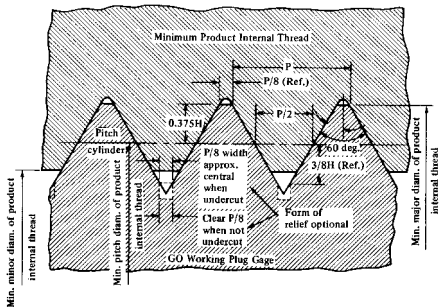 Minimum Product Internal Thread
P
P/8 (Ref.)
0.375H
P/2
Pitch
cylinder
60 deg.
3/8H (Ref.)
P/8 width
approx.
central
when
undercut
Clear P/8
when not
undercut
Form of
relief optional
GO Working Plug Gage
Min. minor diam. of product
internal thread
Min. pitch diam. of product
internal thread
Min. major diam. of product
internal thread